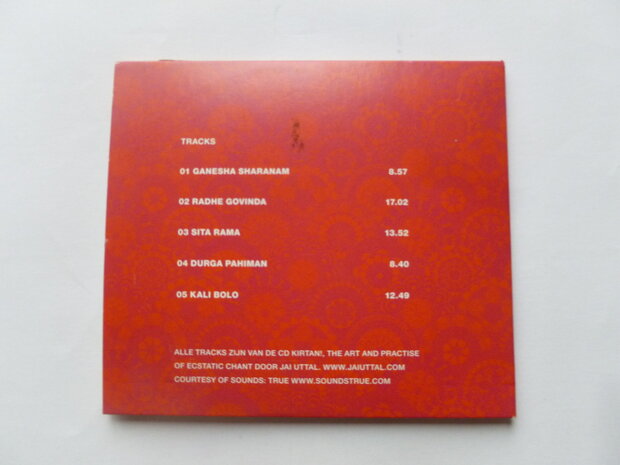 TRACKS
01 GANESHA SHARANAM 8.57
02 RADHE GOVINDA 17.02
03 SITA RAMA 13.52
04 DURGA PAHIMAN 8.40
05 KALI BOLO 12.49
ALLE TRACKS ZIJN VAN DE CD KIRTAN!, THE ART AND PRACTISE
OF ECSTATIC CHANT DOOR JAI UTTAL. WWW.JAIUTTAL.COM
COURTESY OF SOUNDS: TRUE WWW.SOUNDSTRUE.COM